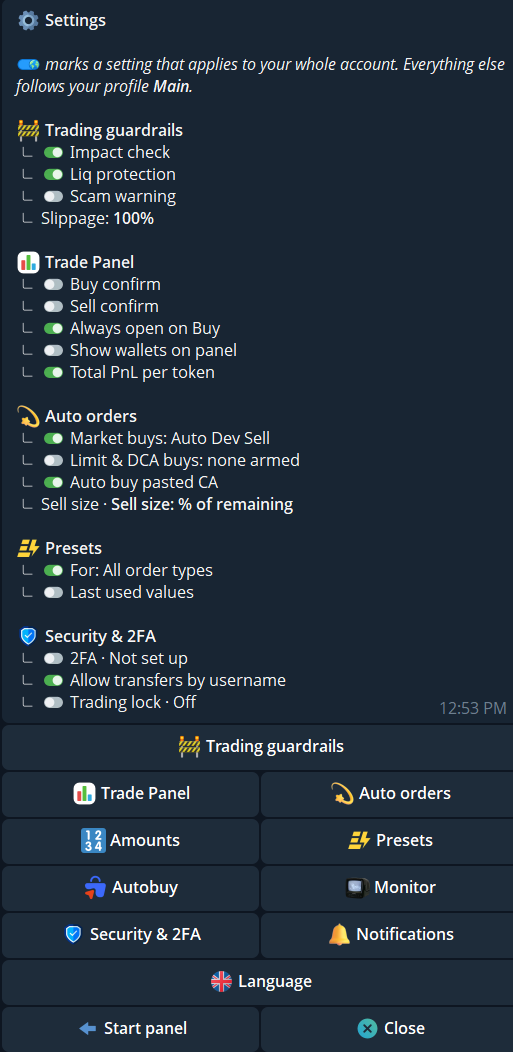 Settings
marks a setting that applies to your whole account. Everything else
follows your profile Main.
Trading guardrails
Impact check
Liq protection
Scam warning
Slippage: 100%
Trade Panel
Buy confirm
Sell confirm
Always open on Buy
Show wallets on panel
Total PnL per token
Auto orders
Market buys: Auto Dev Sell
Limit & DCA buys: none armed
Auto buy pasted CA
Sell size · Sell size: % of remaining
Presets
For: All order types
Last used values
Security & 2FA
2FA · Not set up
Allow transfers by username
Trading lock · Off
12:53 PM
Trading guardrails
Trade Panel
Auto orders
1234 Amounts
Presets
Autobuy
Monitor
Security & 2FA
Notifications
Language
Start panel
Close